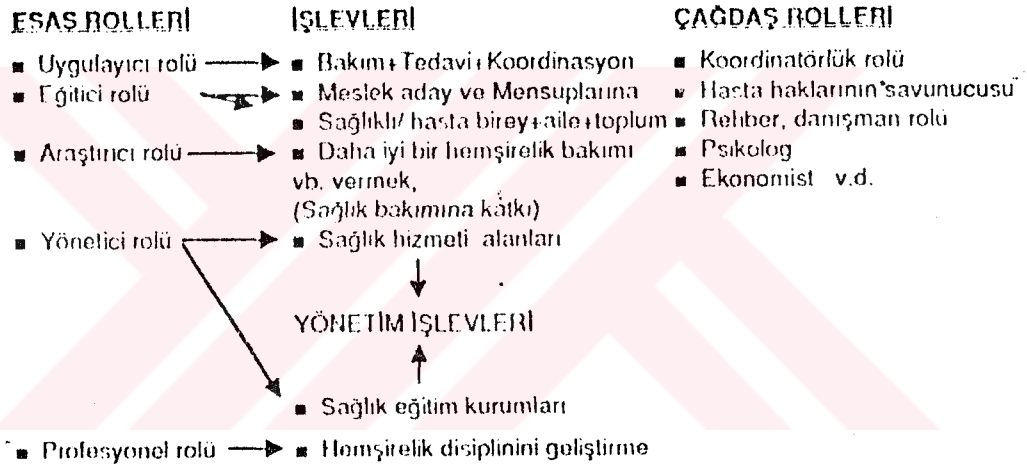 ESAS ROLLERİ
İŞLEVLERİ
ÇAĞDAŞ ROLLERİ
■ Uygulayıcı rolü
■ Bakım+Tedavi+Koordinasyon
■ Koordinatörlük rolü
■ Eğitici rolü
■ Meslek aday ve Mensuplarına
■ Hasta haklarının savunucusu
■ Sağlıklı/ hasta birey+aile+toplum
■ Rehber, danışman rolü
■ Araştırıcı rolü
■ Daha iyi bir hemşirelik bakımı
■ Psikolog
vb. vermek,
■ Ekonomist v.d.
(Sağlık bakımına katkı)
■ Yönetici rolü
■ Sağlık hizmeti alanları
YÖNETİM İŞLEVLERİ
■ Sağlık eğitim kurumları
■ Profesyonel rolü
■ Hemşirelik disiplinini geliştirme